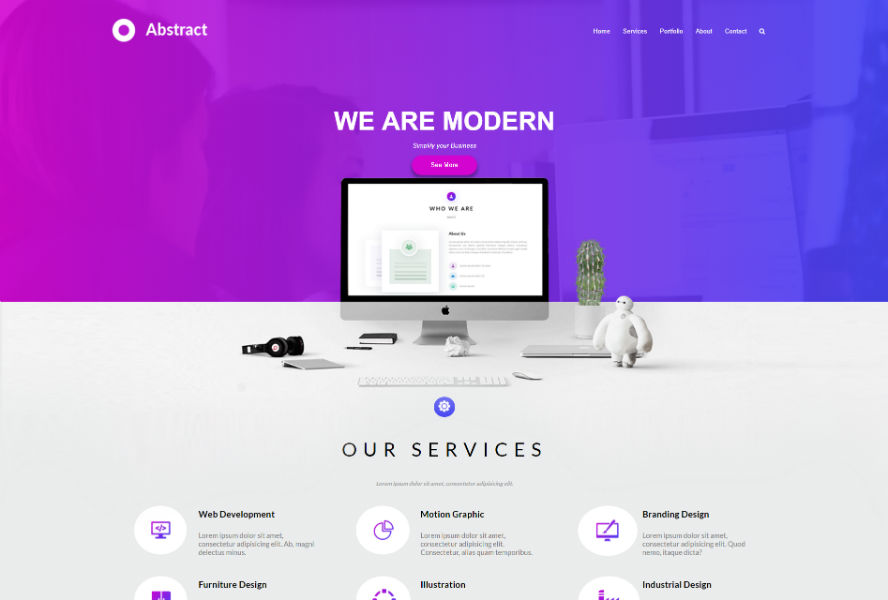 Abstract
Home Services Portfolio About Contact
WE ARE MODERN
Simplify your Business
See More
WHO WE ARE
About Us
OUR SERVICES
Lorem ipsum dolor sit amet, consectetur adipisicing elit.
Web Development
Lorem ipsum dolor sit amet,
consectetur adipisicing elit. Ab, magni
delectus minus.
Motion Graphic
Lorem ipsum dolor sit amet,
consectetur adipisicing elit.
Consectetur, alias quam temporibus.
Branding Design
Lorem ipsum dolor sit amet,
consectetur adipisicing elit. Quod
nemo, itaque dicta?
Furniture Design
Illustration
Industrial Design